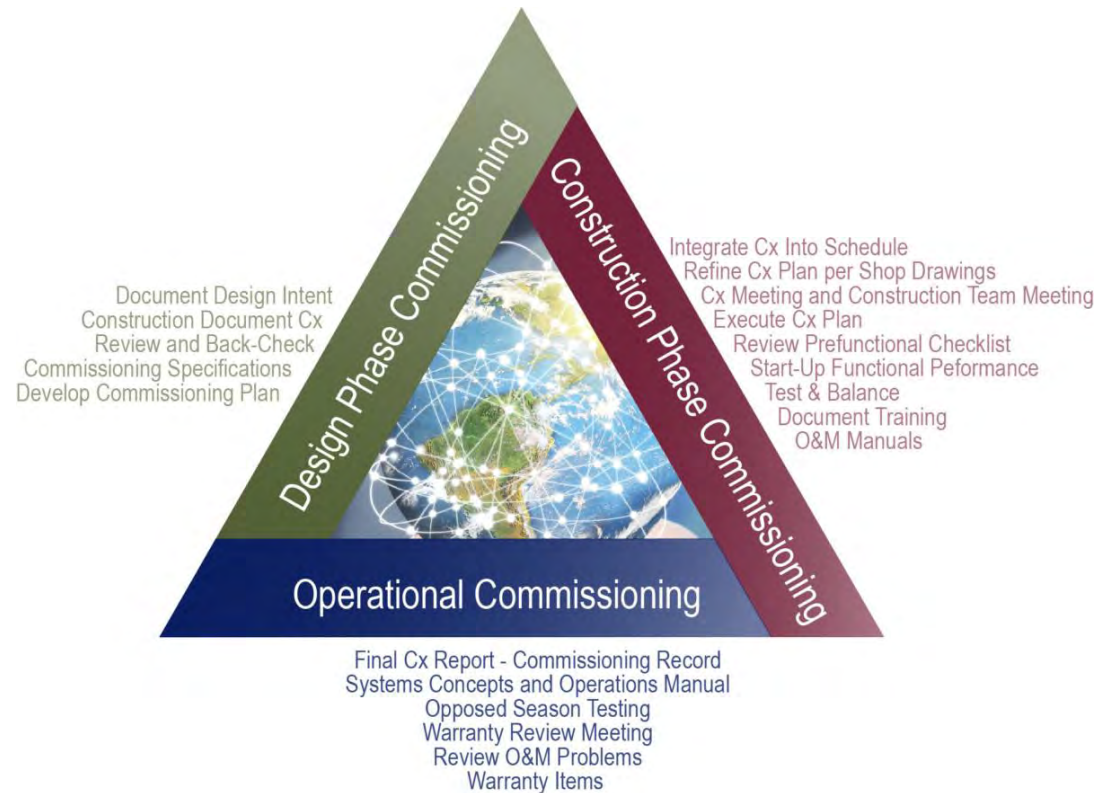 Design Phase Commissioning
Document Design Intent
Construction Document Cx
Review and Back-Check
Commissioning Specifications
Develop Commissioning Plan
Construction Phase Commissioning
Integrate Cx Into Schedule
Refine Cx Plan per Shop Drawings
Cx Meeting and Construction Team Meeting
Execute Cx Plan
Review Prefunctional Checklist
Start-Up Functional Peformance
Test & Balance
Document Training
O&M Manuals
Operational Commissioning
Final Cx Report - Commissioning Record
Systems Concepts and Operations Manual
Opposed Season Testing
Warranty Review Meeting
Review O&M Problems
Warranty Items